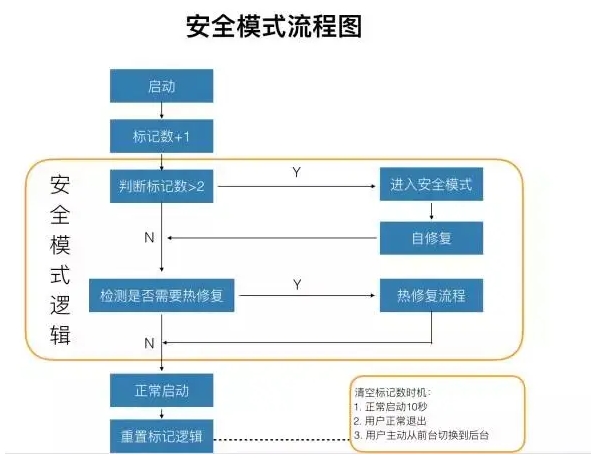 安全模式流程图
启动
标记数+1
安全模式逻辑
判断标记数>2
Y
进入安全模式
N
自修复
检测是否需要热修复
Y
热修复流程
N
正常启动
重置标记逻辑
清空标记数时机：
1. 正常启动10秒
2. 用户正常退出
3. 用户主动从前台切换到后台